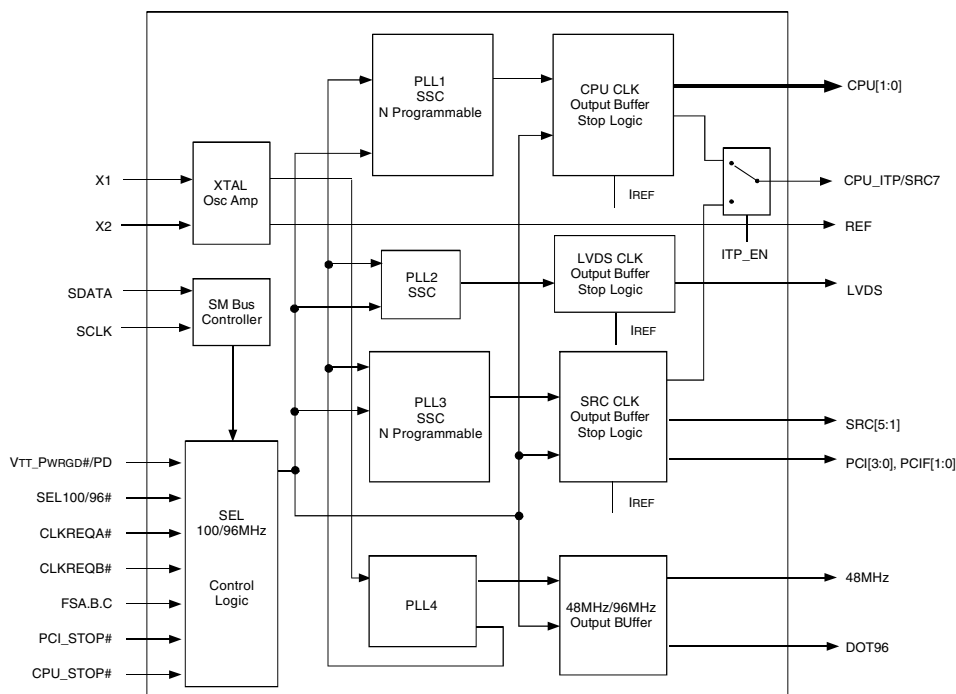 PLL1
SSC
N Programmable
CPU CLK
Output Buffer
Stop Logic
CPU[1:0]
X1
X2
XTAL
Osc Amp
IREF
CPU_ITP/SRC7
REF
ITP_EN
SDATA
SCLK
SM Bus
Controller
PLL2
SSC
LVDS CLK
Output Buffer
Stop Logic
LVDS
IREF
PLL3
SSC
N Programmable
SRC CLK
Output Buffer
Stop Logic
SRC[5:1]
PCI[3:0], PCIF[1:0]
IREF
VTT_PWRGD#/PD
SEL100/96#
CLKREQA#
CLKREQB#
FSA.B.C
PCI_STOP#
CPU_STOP#
SEL
100/96MHz
Control
Logic
PLL4
48MHz/96MHz
Output BUffer
48MHz
DOT96